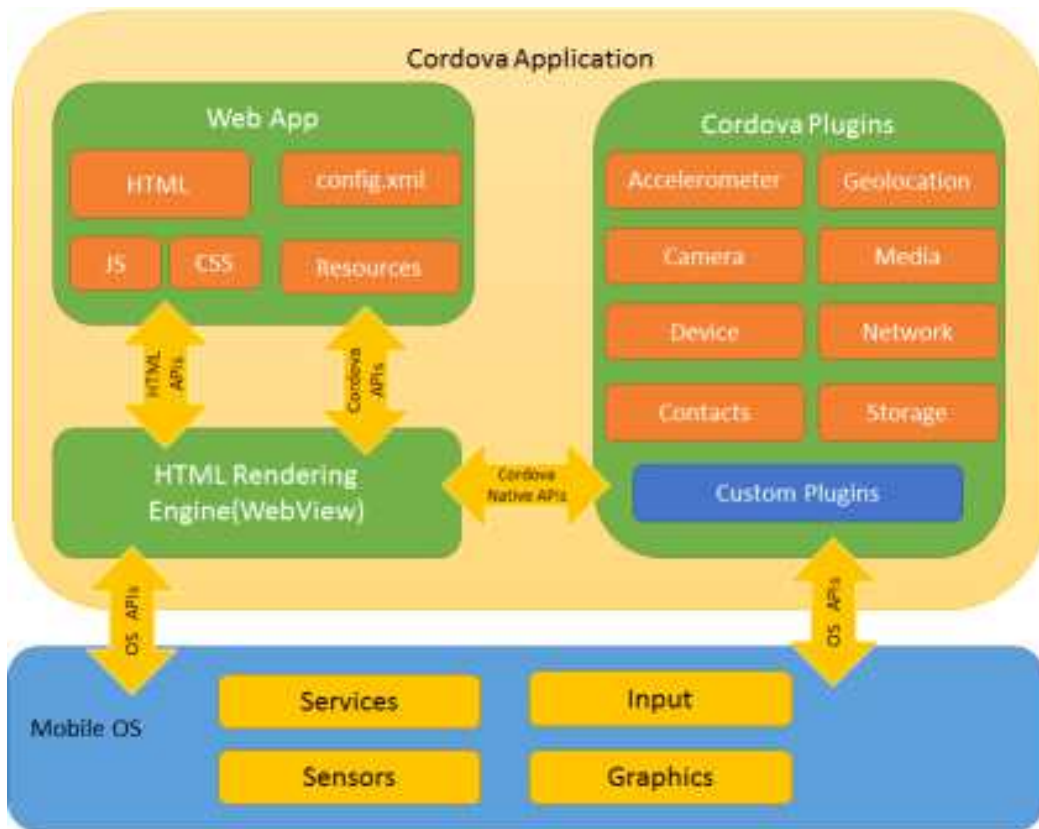 Cordova Application
Web App
HTML
config.xml
JS
CSS
Resources
HTML
APIs
Cordova
APIs
HTML Rendering
Engine(WebView)
Cordova
Native APIs
Cordova Plugins
Accelerometer
Geolocation
Camera
Media
Device
Network
Contacts
Storage
Custom Plugins
OS APIs
OS APIs
Mobile OS
Services
Input
Sensors
Graphics